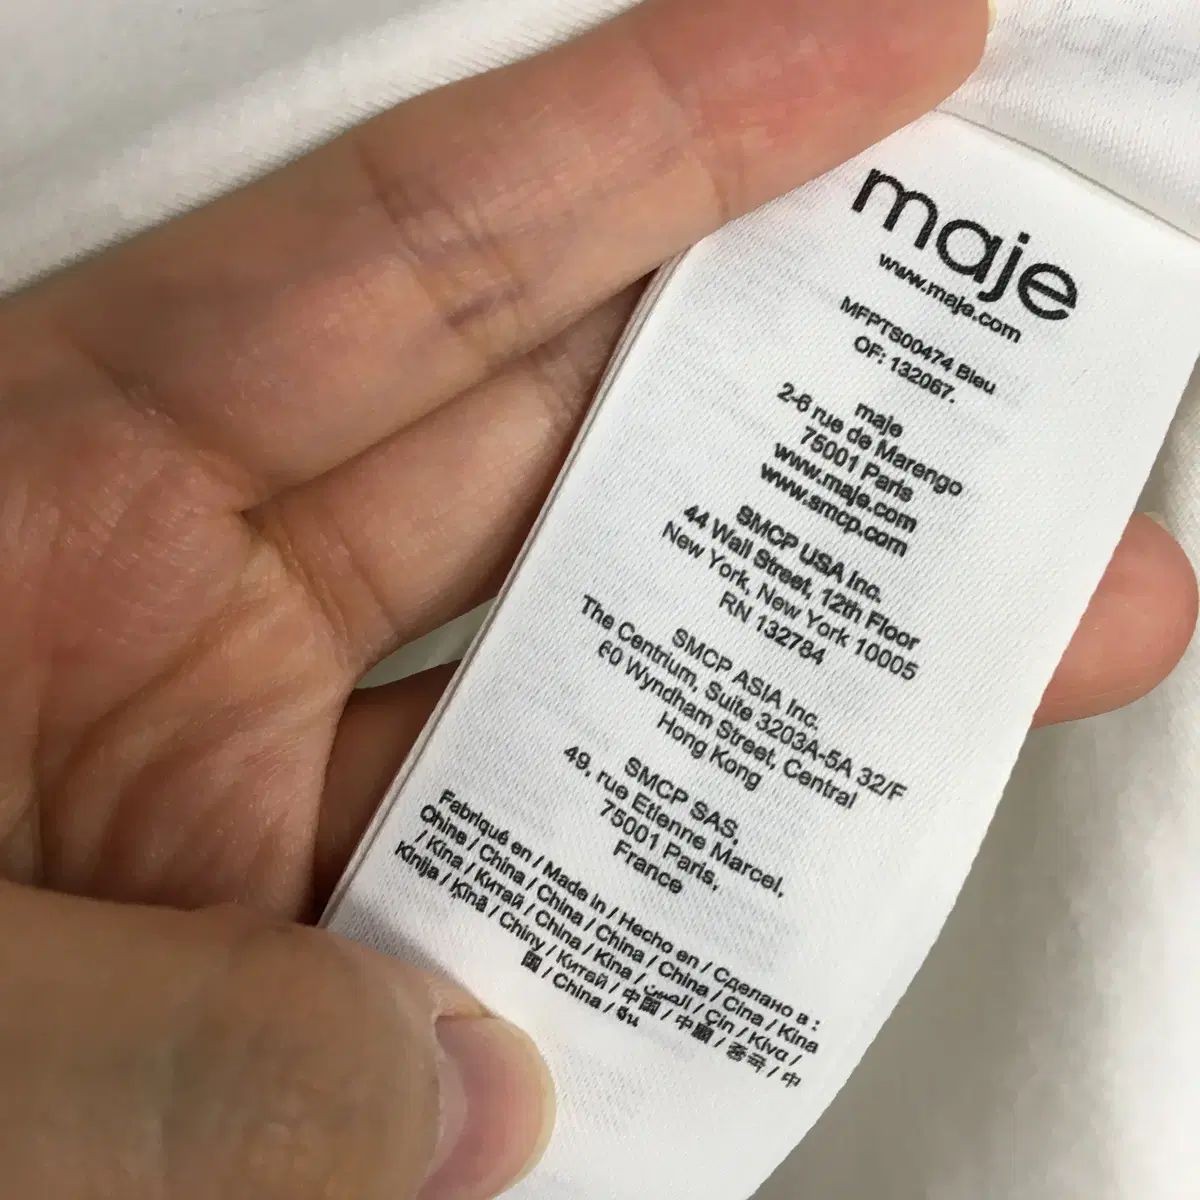 maje
www.maje.com
MFPTS00474 Bleu
OF: 132067.
maje
2-6 rue de Marengo
75001 Paris
www.maje.com
www.smcp.com
SMCP USA Inc.
44 Wall Street, 12th Floor
New York, New York 10005
RN 132784
SMCP ASIA Inc.
The Centrium, Suite 3203A-5A 32/F
60 Wyndham Street, Central
Hong Kong
SMCP SAS,
49, rue Etienne Marcel,
75001 Paris,
France
Fabriqué en / Made in / Hecho en / Сделано в :
Chine / China / China / China / China / Cina / Kina
/ Kina / Китай / China / Kina / الصين / Çin / Κίνα /
Kinija / Ķīnā / Chiny / Китай / 中国 / 中國 / 중국 / 中
国 / China / จีน